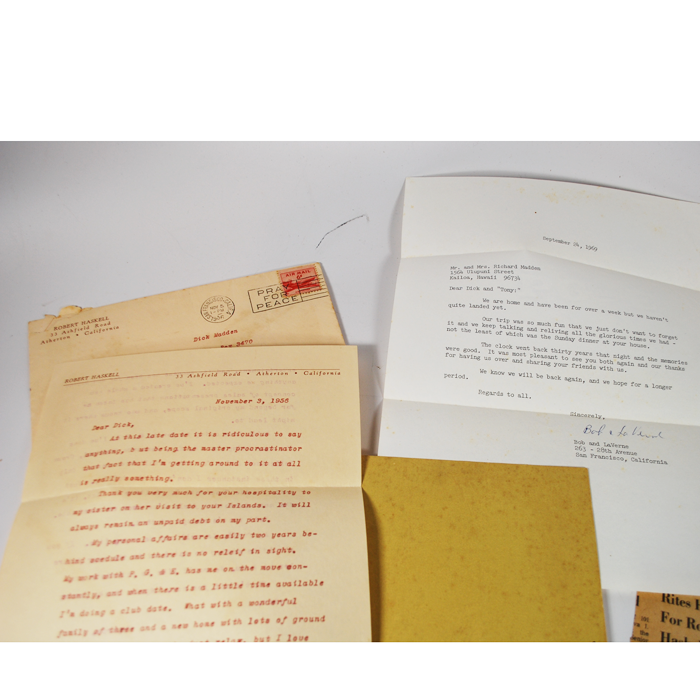 ROBERT HASKELL
33 Ashfield Road
Atherton • California
AIR MAIL
PRAY
FOR
PEACE
Dick Madden
Box 3470
ROBERT HASKELL
33 Ashfield Road • Atherton • California
November 3, 1956
Dear Dick,
At this late date it is ridiculous to say
anything, but being the master procrastinator
that fact that I'm getting around to it at all
is really something.
Thank you very much for your hospitality to
my sister on her visit to your Islands. It will
always remain an unpaid debt on my part.
My personal affairs are easily two years be-
hind scedule and there is no releif in sight.
My work with P. G. & E. has me on the move con-
stantly, and when there is a little time available
I'm doing a club date. What with a wonderful
family of three and a new home with lots of ground
but I love
September 24, 1969
Mr. and Mrs. Richard Madden
Street
Kailua, Hawaii 96734
Dear Dick and "Tony:"
We are home and have been for over a week but we haven't
quite landed yet.
Our trip was so much fun that we just don't want to forget
it and we keep talking and reliving all the glorious times we had -
not the least of which was the Sunday dinner at your house.
The clock went back thirty years that night and the memories
were good. It was most pleasant to see you both again and our thanks
for having us over and sharing your friends with us.
We know we will be back again, and we hope for a longer
period.
Regards to all.
Sincerely,
Bob & LaVerne
Bob and LaVerne
263 - 28th Avenue
San Francisco, California
Rites
For Ro